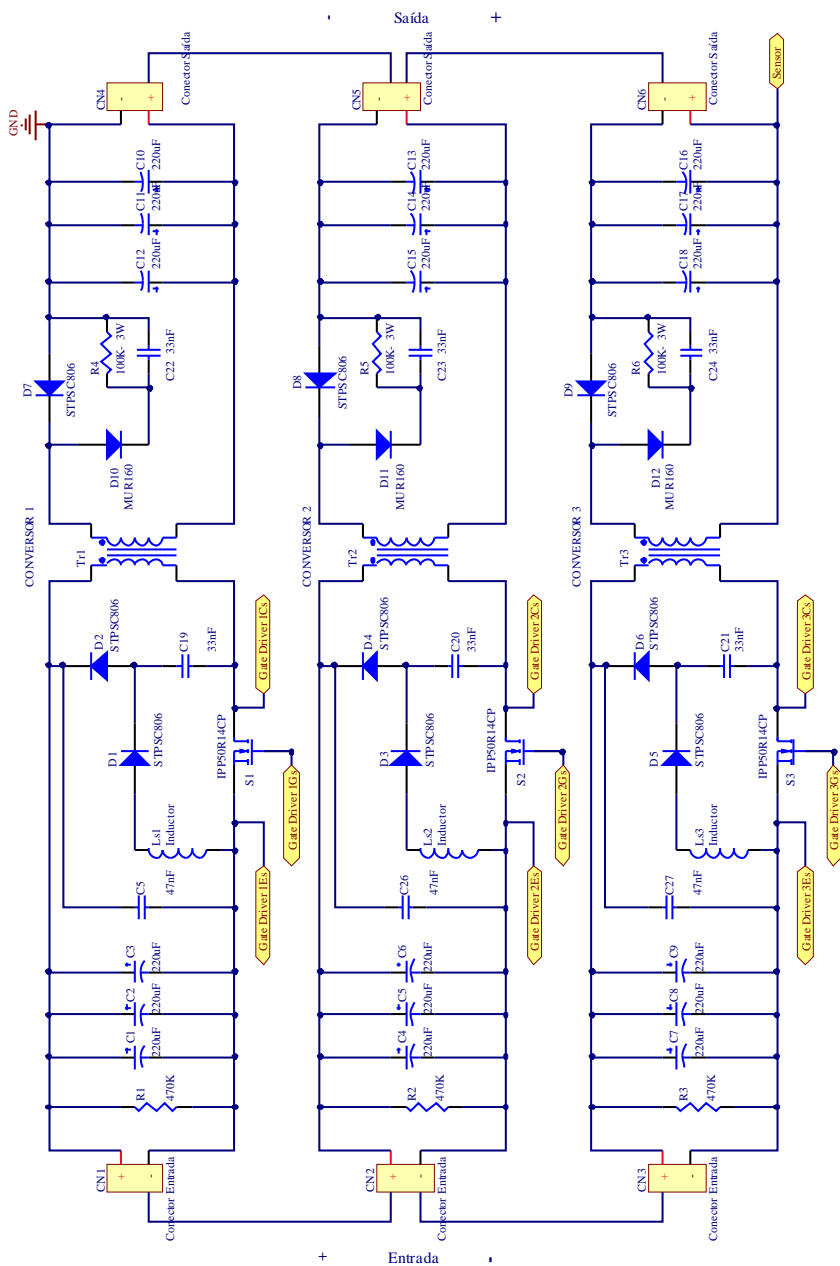 - Saída +
Sensor
CN4
-
+
Conector Saída
CN5
-
+
Conector Saída
CN6
-
+
Conector Saída
GND
C10
220uF
C11
220uF
C12
220uF
C13
220uF
C14
220uF
C15
220uF
C16
220uF
C17
220uF
C18
220uF
D7
STPSC806
R4
100K- 3W
C22
33nF
D10
MUR160
D8
STPSC806
R5
100K- 3W
C23
33nF
D11
MUR160
D9
STPSC806
R6
100K- 3W
C24
33nF
D12
MUR160
CONVERSOR 1
Tr1
CONVERSOR 2
Tr2
CONVERSOR 3
Tr3
D2
STPSC806
C19
33nF
Gate Driver 1Cs
D1
STPSC806
IPP50R14CP
S1
Gate Driver 1Gs
Ls1
Inductor
Gate Driver 1Es
C5
47nF
D4
STPSC806
C20
33nF
Gate Driver 2Cs
D3
STPSC806
IPP50R14CP
S2
Gate Driver 2Gs
Ls2
Inductor
Gate Driver 2Es
C26
47nF
D6
STPSC806
C21
33nF
Gate Driver 3Cs
D5
STPSC806
IPP50R14CP
S3
Gate Driver 3Gs
Ls3
Inductor
Gate Driver 3Es
C27
47nF
C3
220uF
C2
220uF
C1
220uF
R1
470K
C6
220uF
C5
220uF
C4
220uF
R2
470K
C9
220uF
C8
220uF
C7
220uF
R3
470K
CN1
+
-
Conector Entrada
CN2
+
-
Conector Entrada
CN3
+
-
Conector Entrada
+ Entrada -